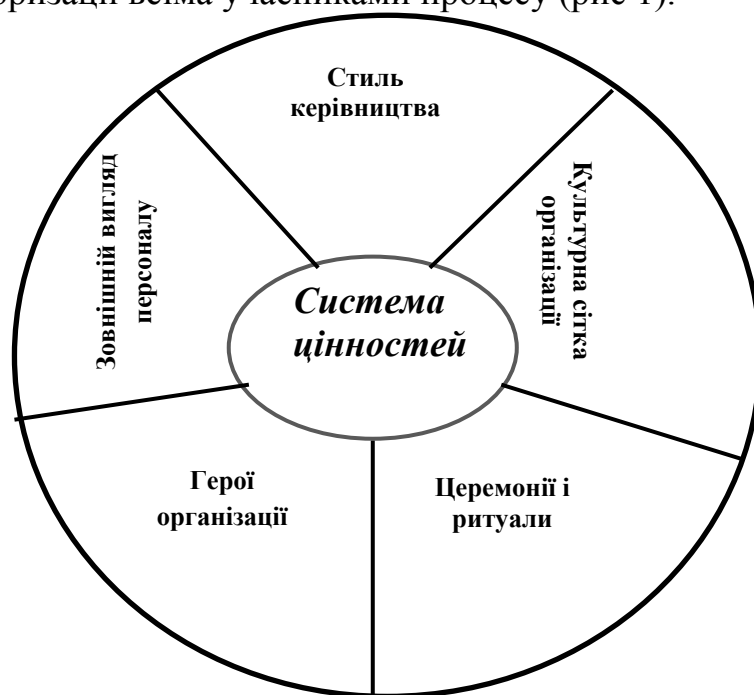 всіма учасниками процесу (рис 1).
Стиль
керівництва
Зовнішній вигляд
персоналу
Культурна сітка
організації
Система
цінностей
Герої
організації
Церемонії і
ритуали